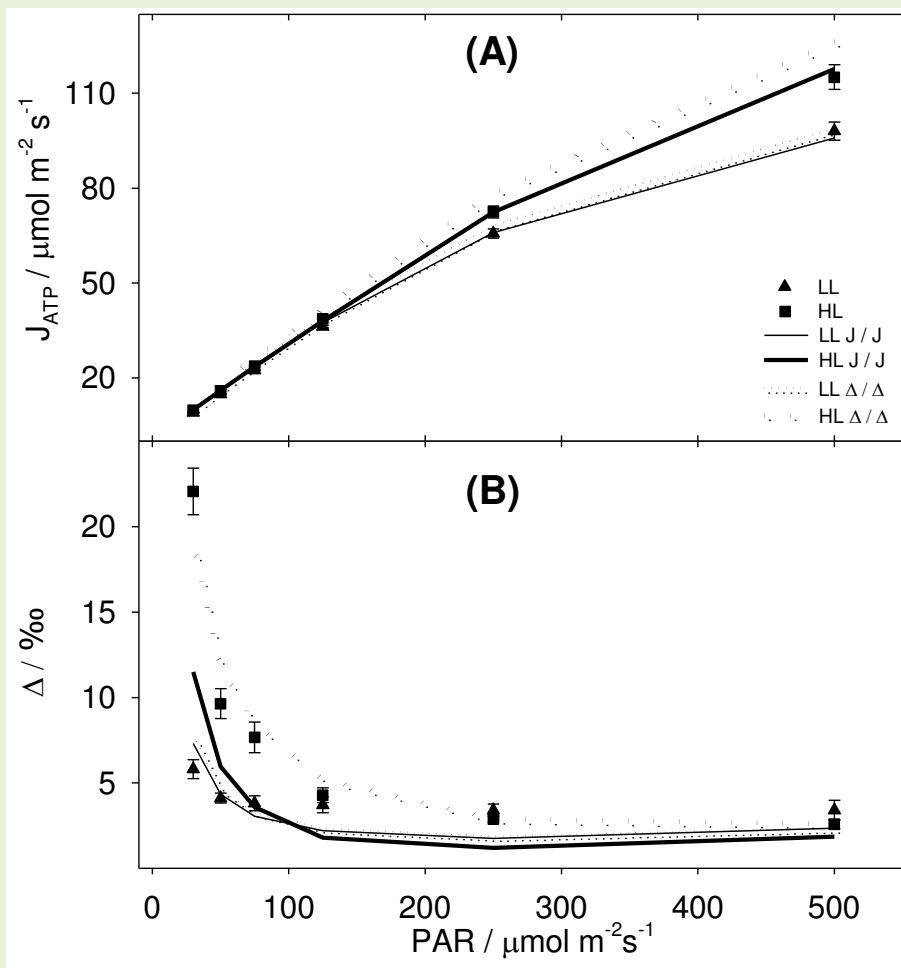 (A)
110
80
50
20
J_ATP / μmol m⁻² s⁻¹
LL
HL
LL J / J
HL J / J
LL Δ / Δ
HL Δ / Δ
(B)
20
15
10
5
Δ / ‰
0 100 200 300 400 500
PAR / μmol m⁻²s⁻¹